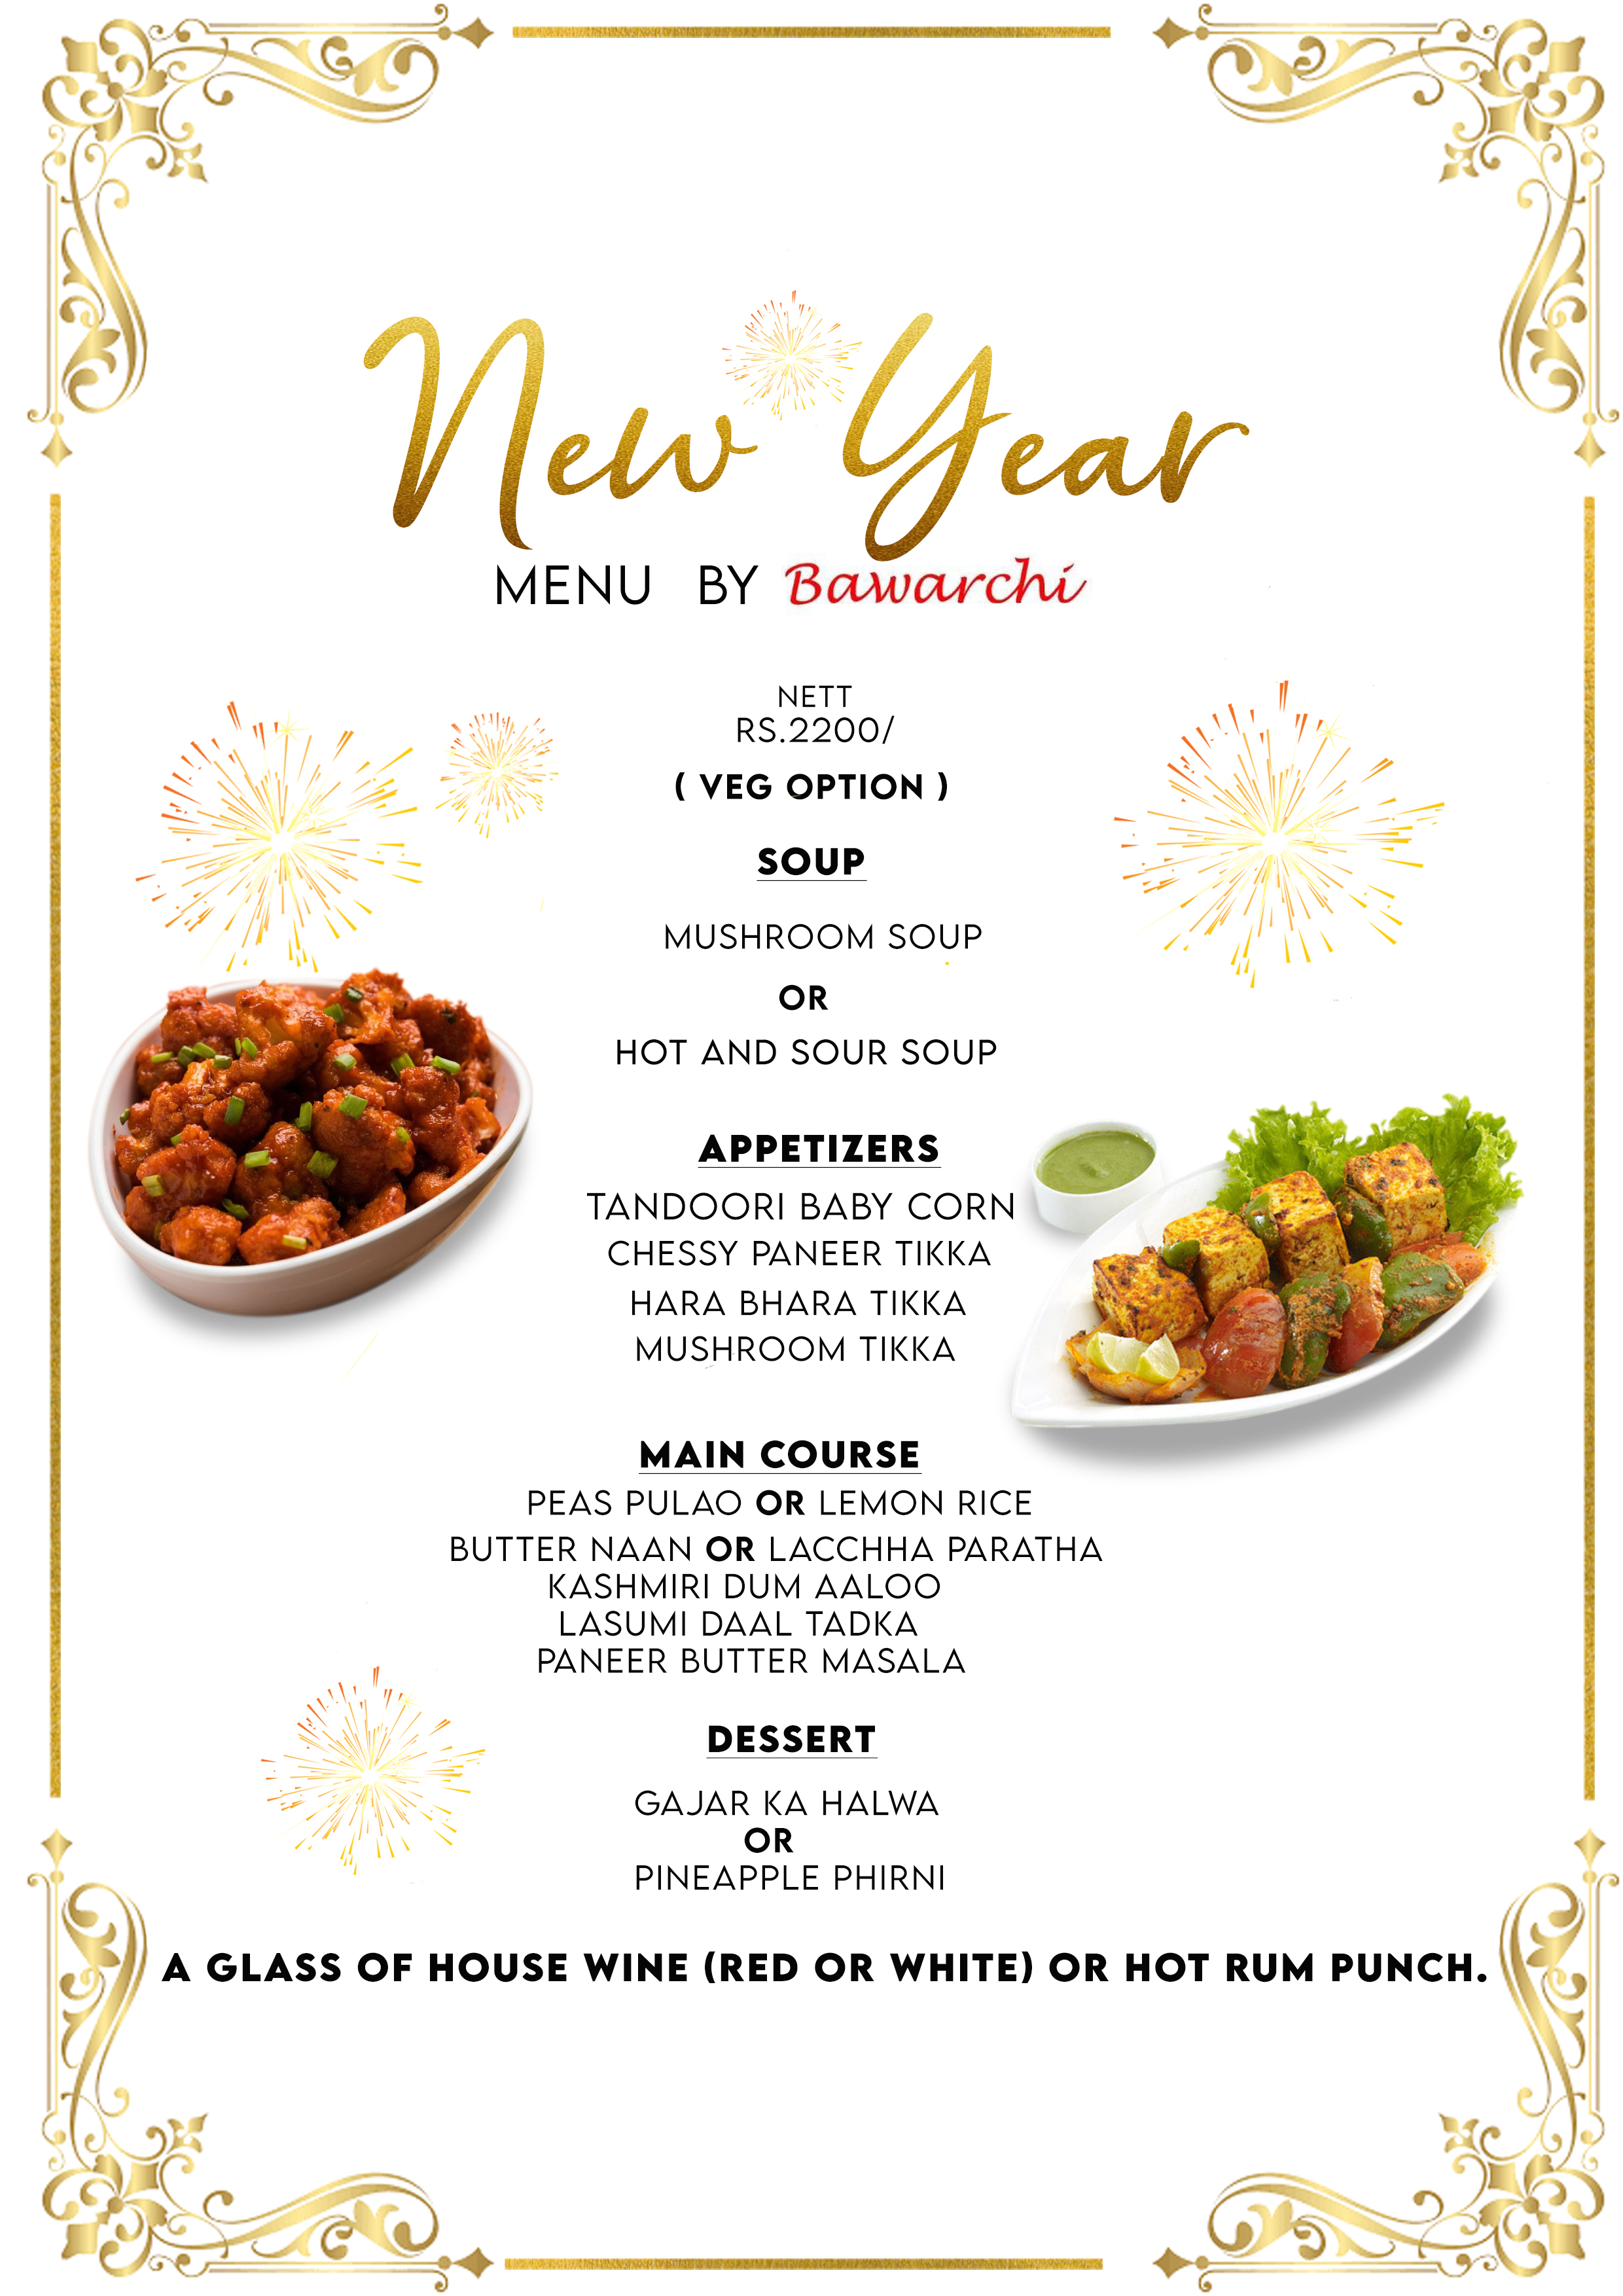 New Year
MENU BY Bawarchi
NETT
RS.2200/
( VEG OPTION )
SOUP
MUSHROOM SOUP
OR
HOT AND SOUR SOUP
APPETIZERS
TANDOORI BABY CORN
CHESSY PANEER TIKKA
HARA BHARA TIKKA
MUSHROOM TIKKA
MAIN COURSE
PEAS PULAO OR LEMON RICE
BUTTER NAAN OR LACCHHA PARATHA
KASHMIRI DUM AALOO
LASUMI DAAL TADKA
PANEER BUTTER MASALA
DESSERT
GAJAR KA HALWA
OR
PINEAPPLE PHIRNI
A GLASS OF HOUSE WINE (RED OR WHITE) OR HOT RUM PUNCH.